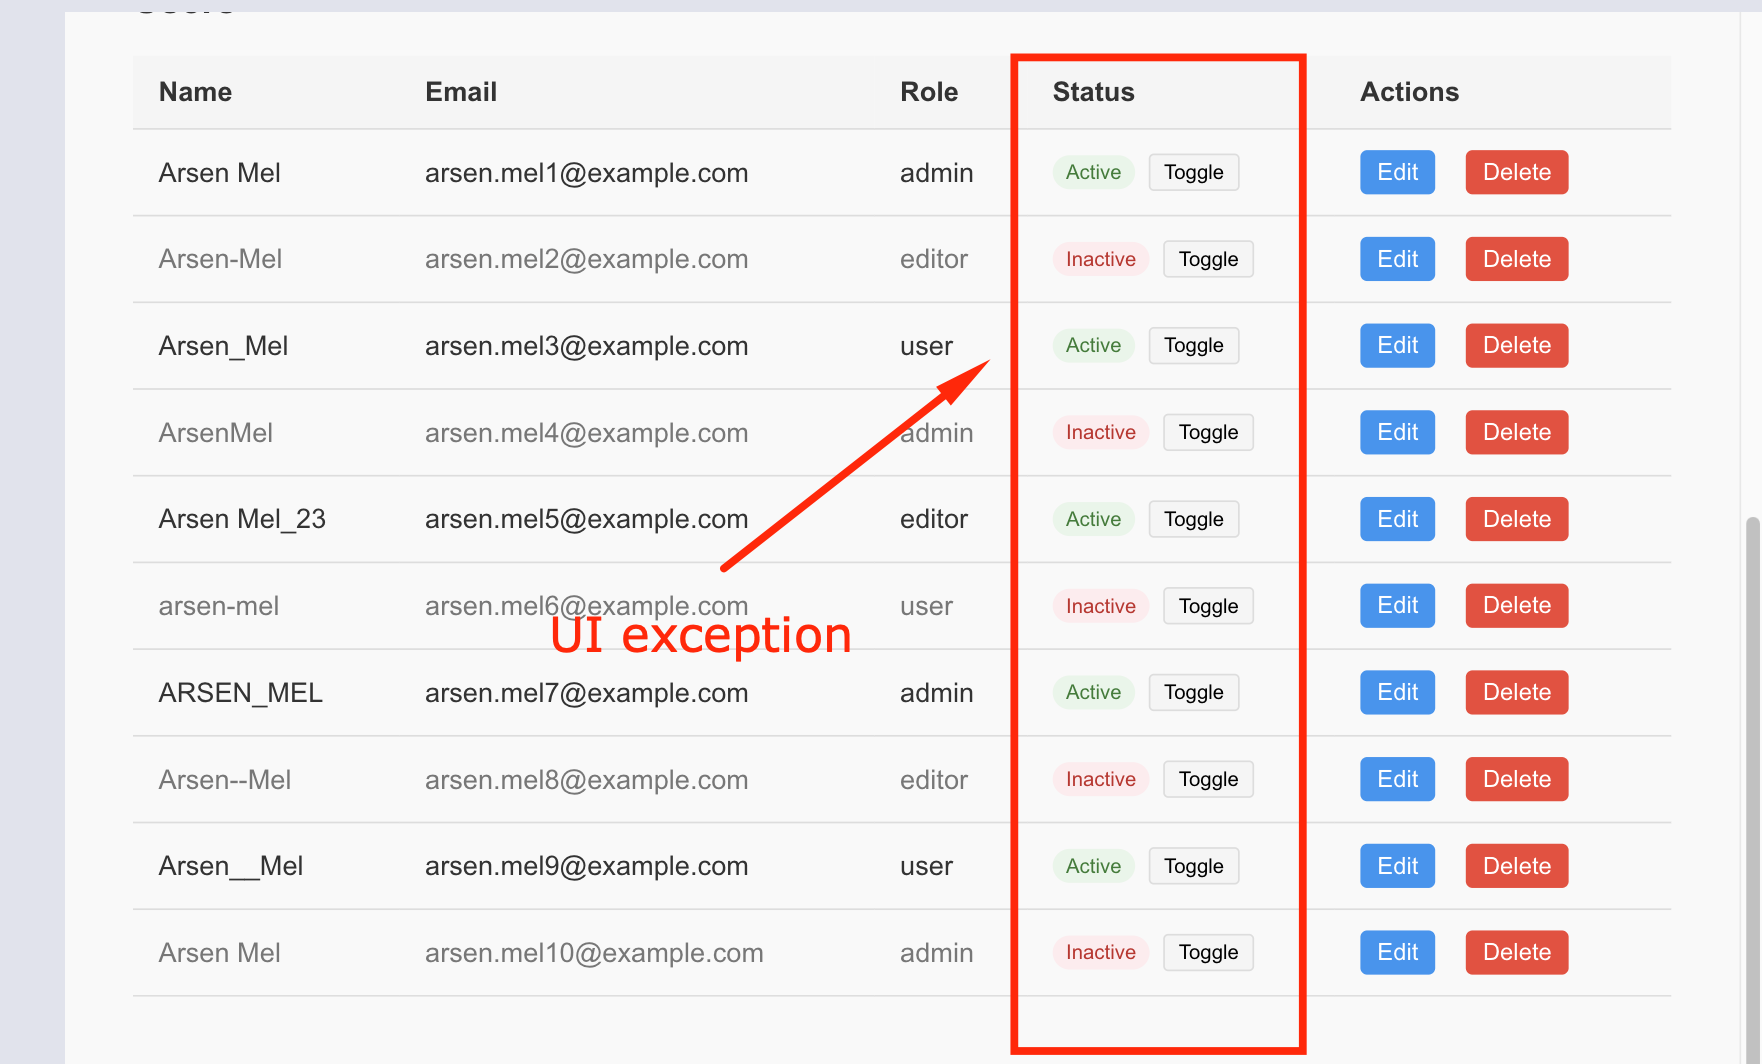 Name Email Role Status Actions
Arsen Mel arsen.mel1@example.com admin Active Toggle Edit Delete
Arsen-Mel arsen.mel2@example.com editor Inactive Toggle Edit Delete
Arsen_Mel arsen.mel3@example.com user Active Toggle Edit Delete
ArsenMel arsen.mel4@example.com admin Inactive Toggle Edit Delete
Arsen Mel_23 arsen.mel5@example.com editor Active Toggle Edit Delete
arsen-mel arsen.mel6@example.com user Inactive Toggle Edit Delete
UI exception
ARSEN_MEL arsen.mel7@example.com admin Active Toggle Edit Delete
Arsen--Mel arsen.mel8@example.com editor Inactive Toggle Edit Delete
Arsen__Mel arsen.mel9@example.com user Active Toggle Edit Delete
Arsen Mel arsen.mel10@example.com admin Inactive Toggle Edit Delete